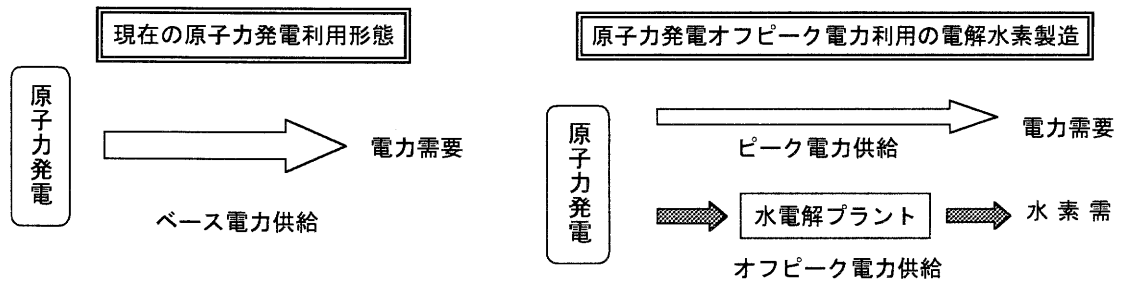 現在の原子力発電利用形態
原子力発電
電力需要
ベース電力供給
原子力発電オフピーク電力利用の電解水素製造
原子力発電
電力需要
ピーク電力供給
水電解プラント
水素需
オフピーク電力供給